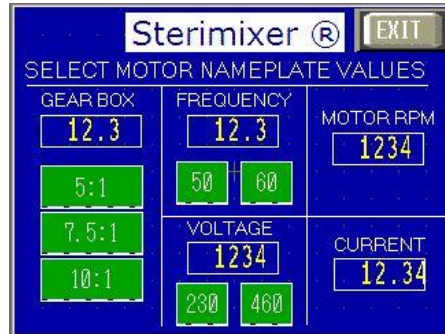 Sterimixer ®
EXIT
SELECT MOTOR NAMEPLATE VALUES
GEAR BOX
12.3
5:1
7.5:1
10:1
FREQUENCY
12.3
50 60
VOLTAGE
1234
230 460
MOTOR RPM
1234
CURRENT
12.34